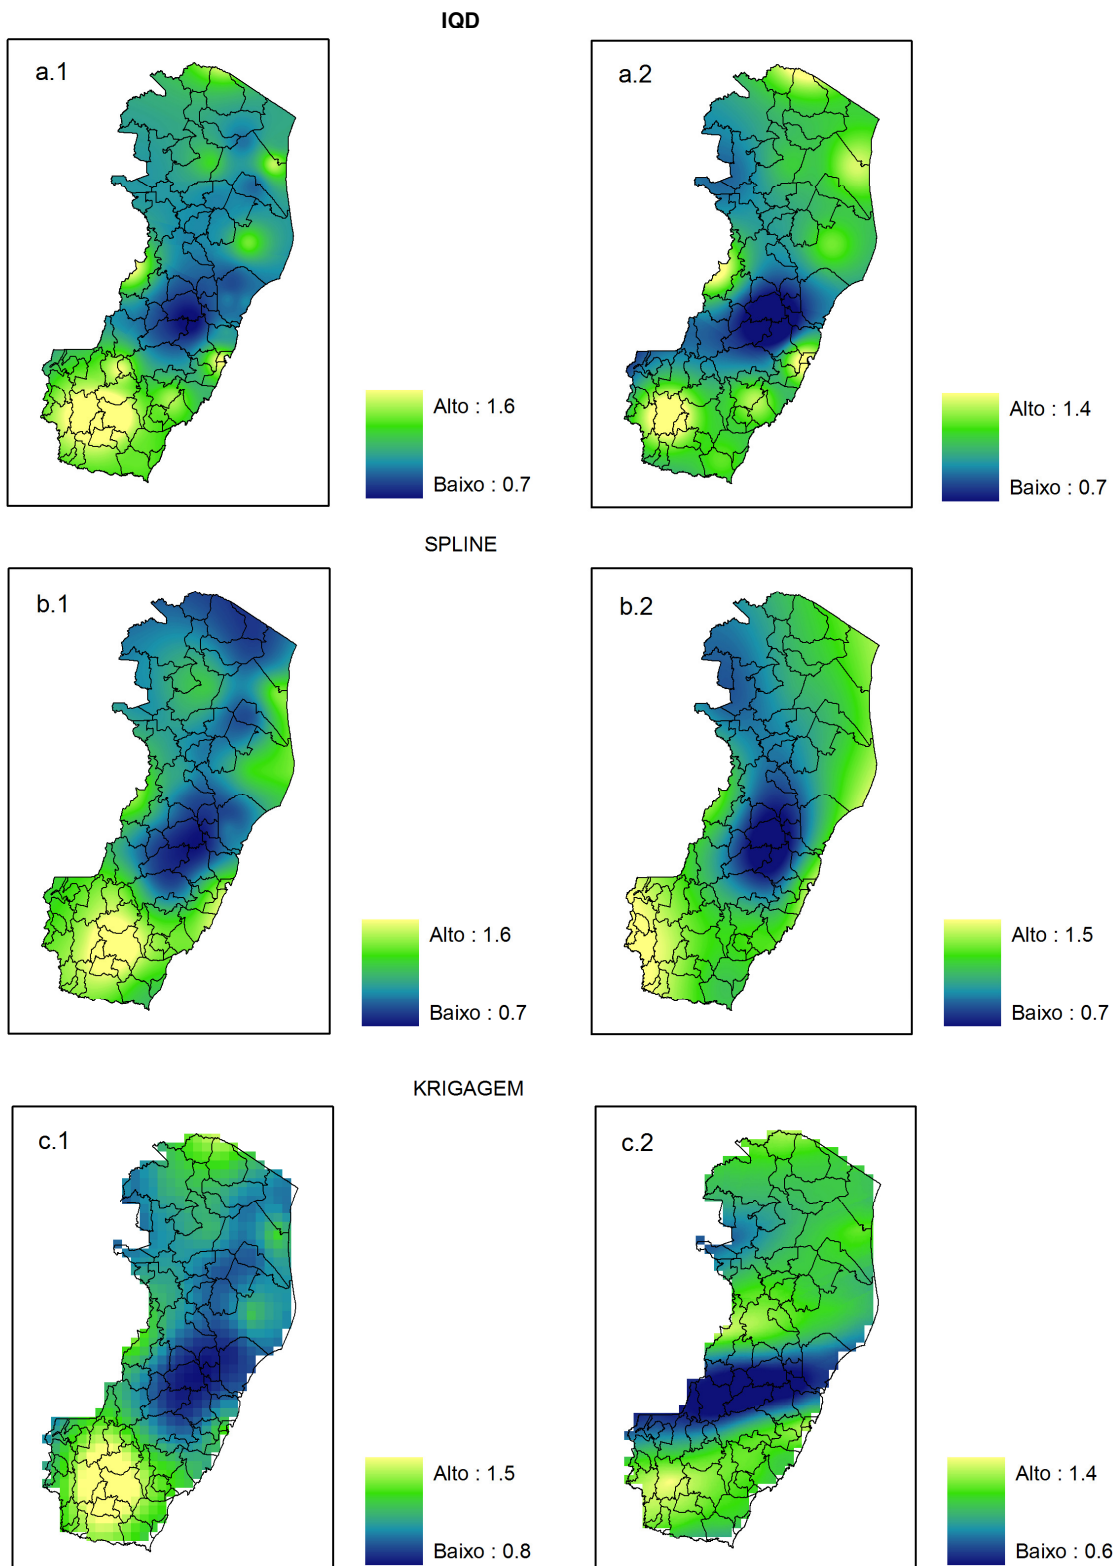 IQD
a.1
a.2
Alto : 1.6
Baixo : 0.7
Alto : 1.4
Baixo : 0.7
SPLINE
b.1
b.2
Alto : 1.6
Baixo : 0.7
Alto : 1.5
Baixo : 0.7
KRIGAGEM
c.1
c.2
Alto : 1.5
Baixo : 0.8
Alto : 1.4
Baixo : 0.6